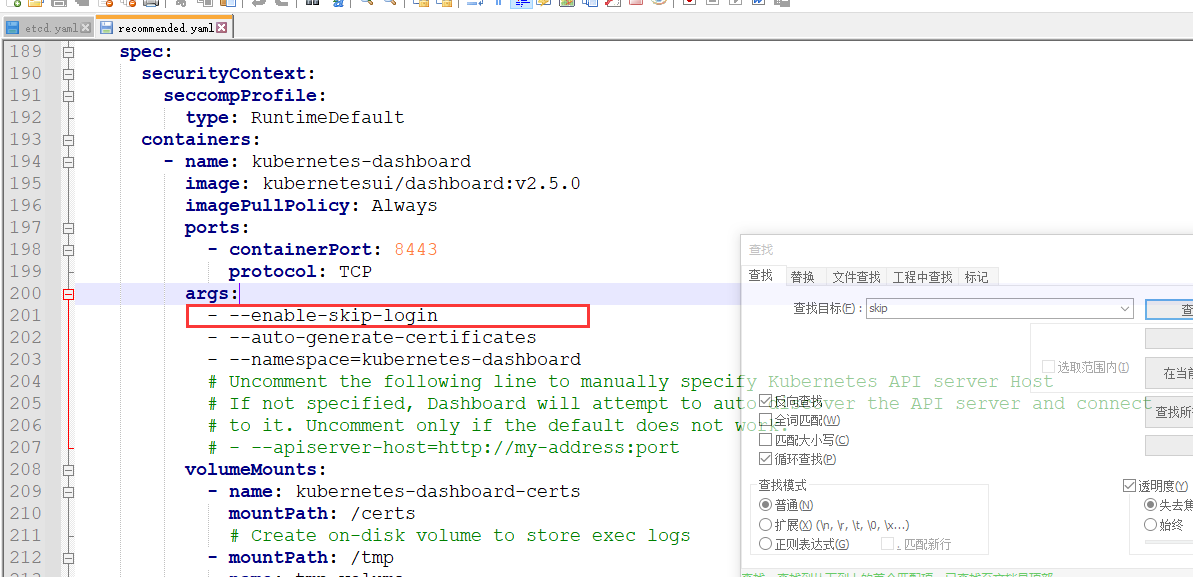 etcd.yaml
recommended.yaml
189 spec:
190 securityContext:
191 seccompProfile:
192 type: RuntimeDefault
193 containers:
194 - name: kubernetes-dashboard
195 image: kubernetesui/dashboard:v2.5.0
196 imagePullPolicy: Always
197 ports:
198 - containerPort: 8443
199 protocol: TCP
200 args:
201 - --enable-skip-login
202 - --auto-generate-certificates
203 - --namespace=kubernetes-dashboard
204 # Uncomment the following line to manually specify Kubernetes API server Host
205 # If not specified, Dashboard will attempt to auto discover the API server and connect
206 # to it. Uncomment only if the default does not work.
207 # - --apiserver-host=http://my-address:port
208 volumeMounts:
209 - name: kubernetes-dashboard-certs
210 mountPath: /certs
211 # Create on-disk volume to store exec logs
212 - mountPath: /tmp
查找
查找 替换 文件查找 工程中查找 标记
查找目标(F): skip
查
选取范围内(I)
在当前
反向查找
查找所
全词匹配(W)
匹配大小写(C)
循环查找(P)
查找模式
普通(N)
扩展(X) (\n, \r, \t, \0, \x...)
正则表达式(G)
. 匹配新行
透明度(Y)
失去焦
始终